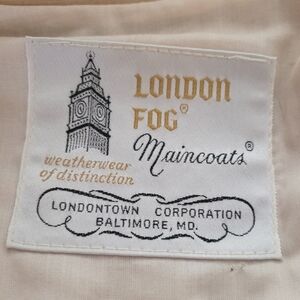 LONDON
FOG®
Maincoats®
weatherwear
of distinction
LONDONTOWN CORPORATION
BALTIMORE, MD.